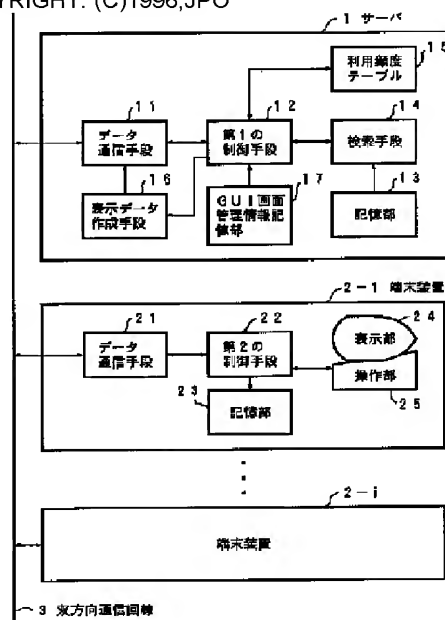 YRIGHT: (C)1996,JPO
1 サーバ
15
利用頻度
テーブル
11
12
14
データ
通信手段
第1の
制御手段
検索手段
16
17
13
表示データ
作成手段
GUI画面
管理情報記
憶部
記憶部
2-1 端末装置
21
22
24
データ
通信手段
第2の
制御手段
表示部
操作部
23
25
記憶部
2-i
端末装置
3 双方向通信回線